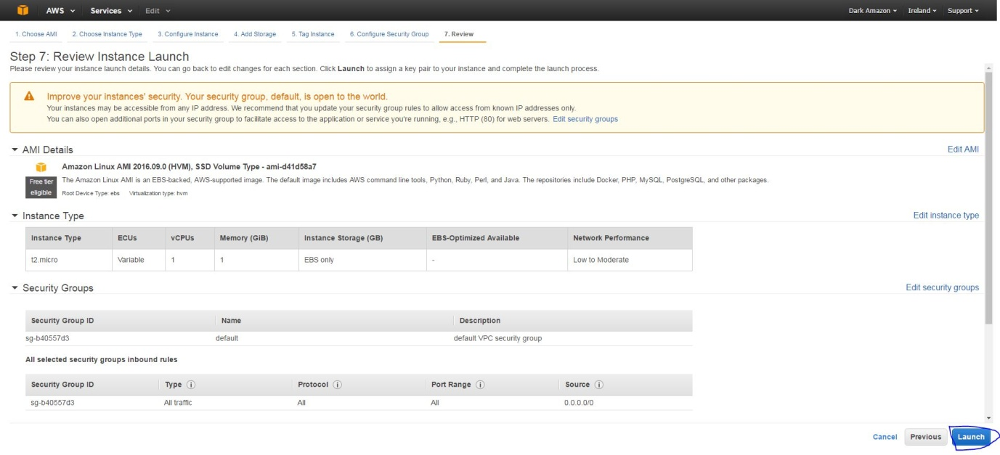 AWS Services Edit Dark Amazon Ireland Support
1. Choose AMI 2. Choose Instance Type 3. Configure Instance 4. Add Storage 5. Tag Instance 6. Configure Security Group 7. Review
Step 7: Review Instance Launch
Please review your instance launch details. You can go back to edit changes for each section. Click Launch to assign a key pair to your instance and complete the launch process.
Improve your instances' security. Your security group, default, is open to the world.
Your instances may be accessible from any IP address. We recommend that you update your security group rules to allow access from known IP addresses only.
You can also open additional ports in your security group to facilitate access to the application or service you're running, e.g., HTTP (80) for web servers. Edit security groups
AMI Details Edit AMI
Amazon Linux AMI 2016.09.0 (HVM), SSD Volume Type - ami-d41d58a7
Free tier eligible
The Amazon Linux AMI is an EBS-backed, AWS-supported image. The default image includes AWS command line tools, Python, Ruby, Perl, and Java. The repositories include Docker, PHP, MySQL, PostgreSQL, and other packages.
Root Device Type: ebs Virtualization type: hvm
Instance Type Edit instance type
Instance Type ECUs vCPUs Memory (GiB) Instance Storage (GB) EBS-Optimized Available Network Performance
t2.micro Variable 1 1 EBS only - Low to Moderate
Security Groups Edit security groups
Security Group ID Name Description
sg-b40557d3 default default VPC security group
All selected security groups inbound rules
Security Group ID Type Protocol Port Range Source
sg-b40557d3 All traffic All All 0.0.0.0/0
Cancel Previous Launch